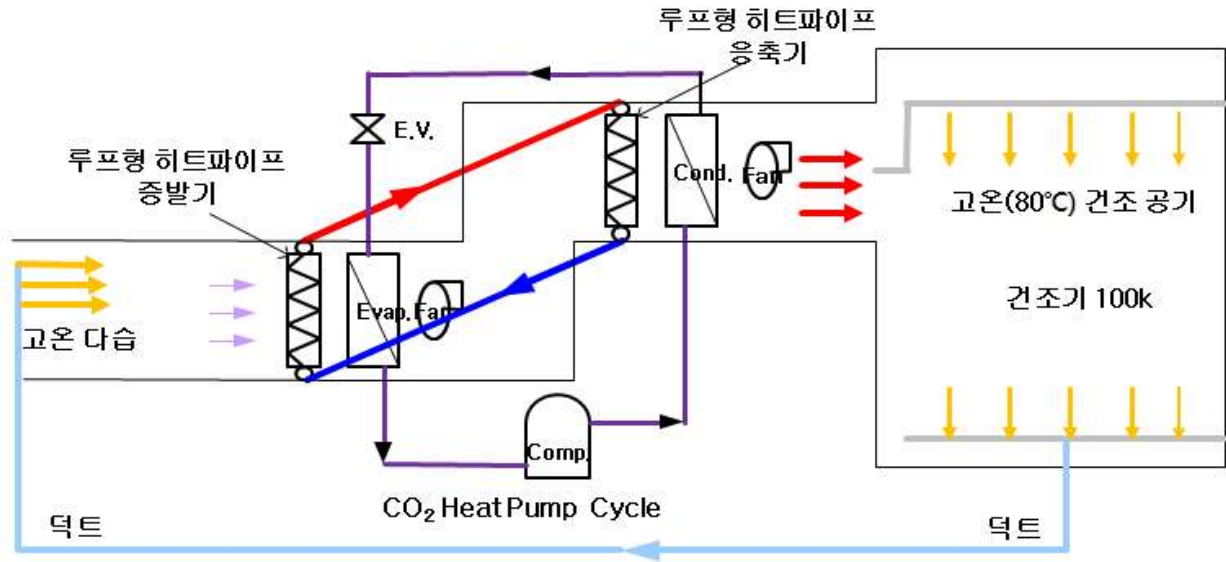 루프형 히트파이프
응축기
E.V.
루프형 히트파이프
증발기
Cond.
Fan
고온(80℃) 건조 공기
건조기 100k
Evap.
Fan
고온 다습
Comp.
CO₂ Heat Pump Cycle
덕트
덕트